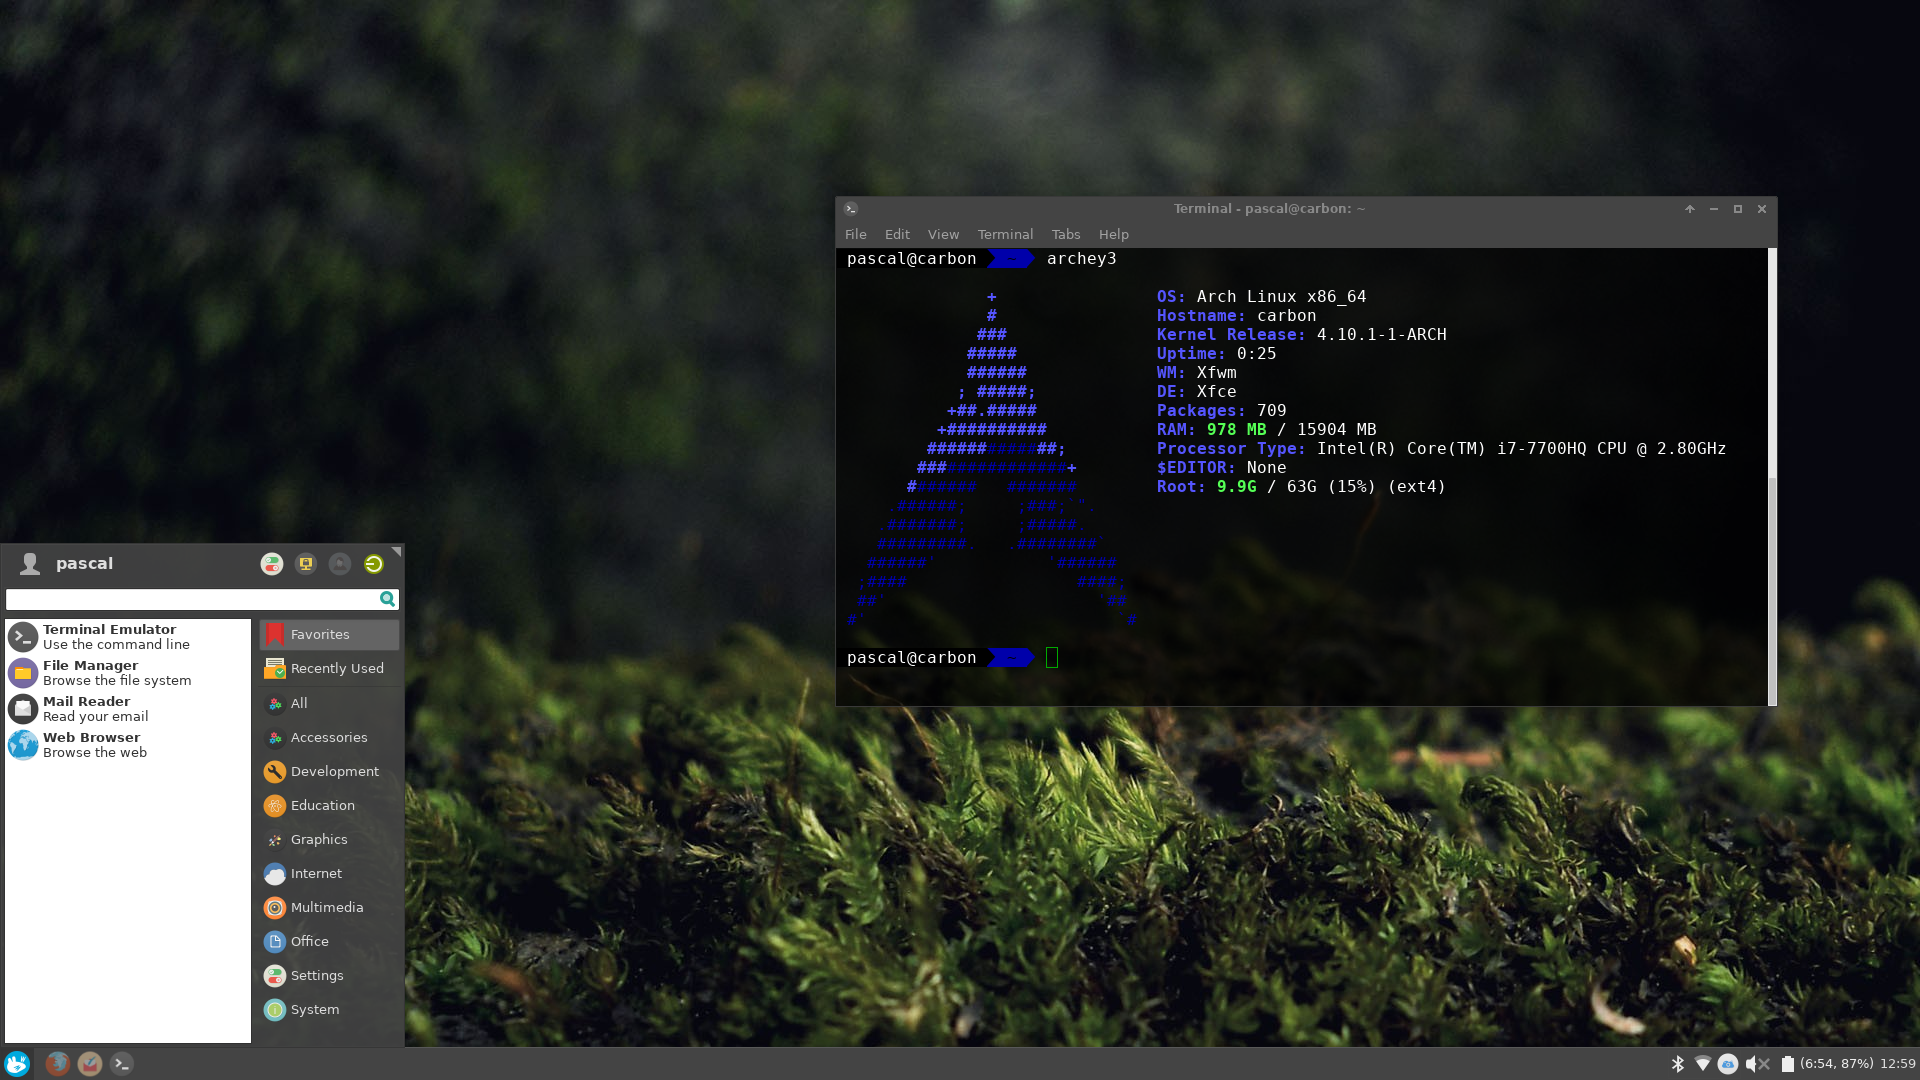 Terminal - pascal@carbon: ~
File Edit View Terminal Tabs Help
pascal@carbon ~ archey3
+
#
###
#####
######
; #####;
+##.#####
+##########
#############;
###############+
#######   #######
.######;     ;###;`".
.#######;     ;#####.
#########.   .########`
######'           '######
;####                 ####;
##'                     '##
#'                         `#
OS: Arch Linux x86_64
Hostname: carbon
Kernel Release: 4.10.1-1-ARCH
Uptime: 0:25
WM: Xfwm
DE: Xfce
Packages: 709
RAM: 978 MB / 15904 MB
Processor Type: Intel(R) Core(TM) i7-7700HQ CPU @ 2.80GHz
$EDITOR: None
Root: 9.9G / 63G (15%) (ext4)
pascal@carbon ~
pascal
Terminal Emulator
Use the command line
File Manager
Browse the file system
Mail Reader
Read your email
Web Browser
Browse the web
Favorites
Recently Used
All
Accessories
Development
Education
Graphics
Internet
Multimedia
Office
Settings
System
(6:54, 87%) 12:59